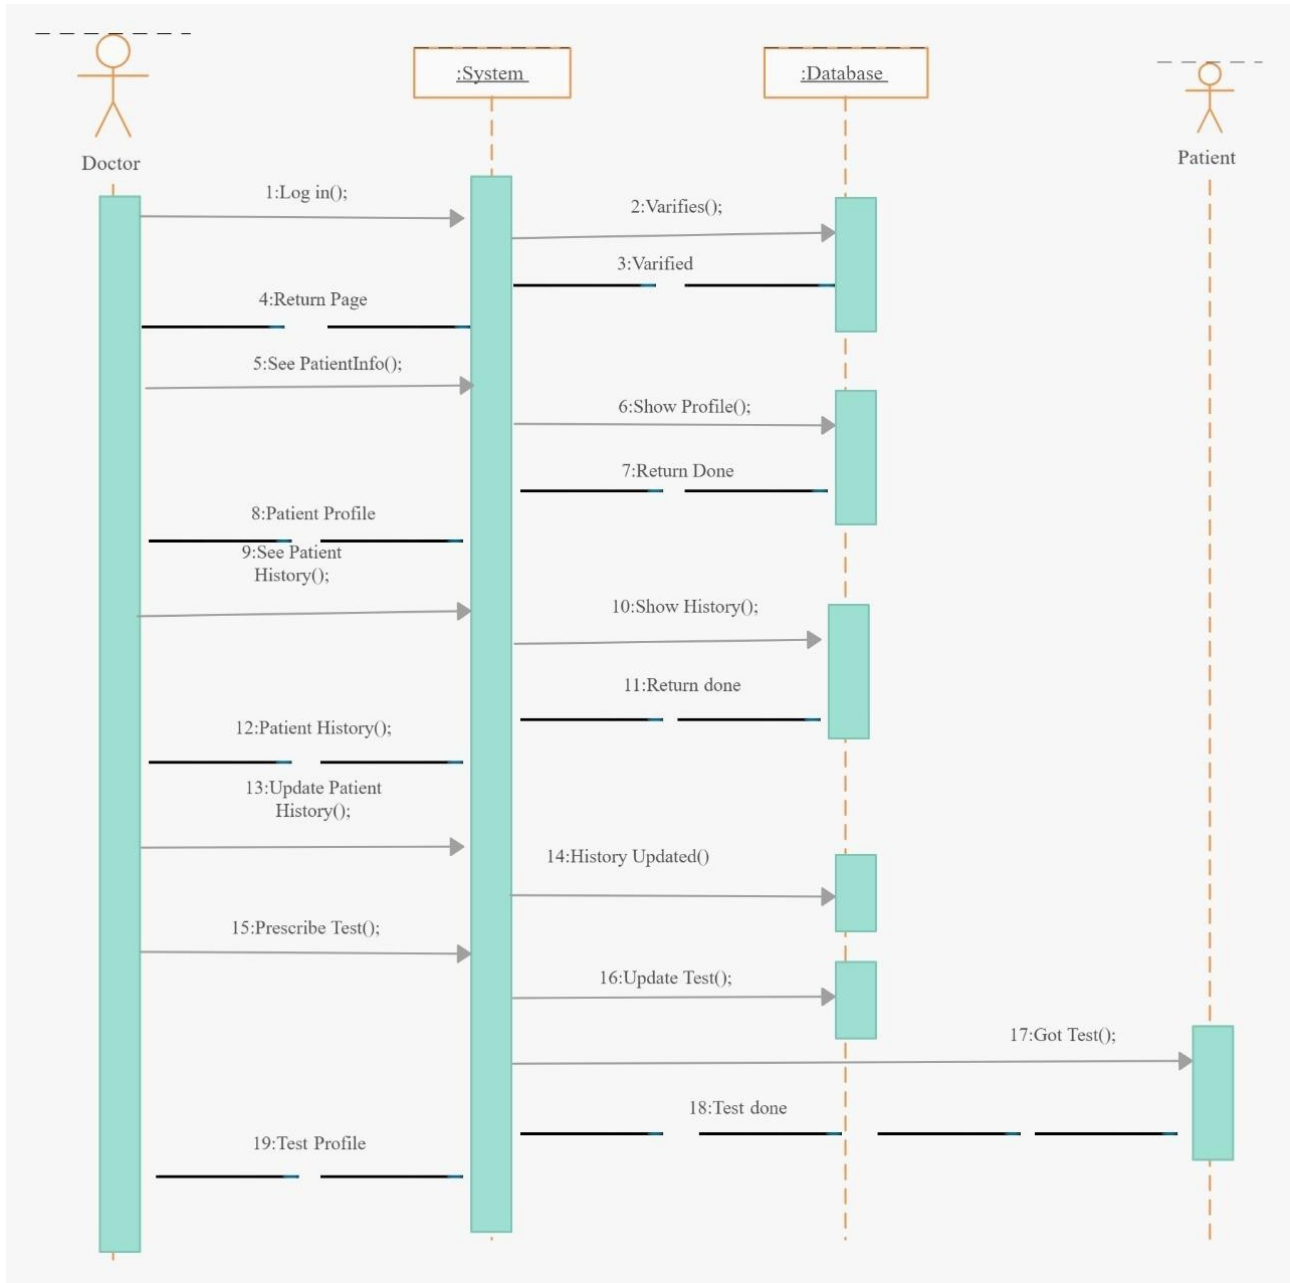 :System
:Database
Doctor
Patient
1:Log in();
2:Varifies();
3:Varified
4:Return Page
5:See PatientInfo();
6:Show Profile();
7:Return Done
8:Patient Profile
9:See Patient
History();
10:Show History();
11:Return done
12:Patient History();
13:Update Patient
History();
14:History Updated()
15:Prescribe Test();
16:Update Test();
17:Got Test();
18:Test done
19:Test Profile